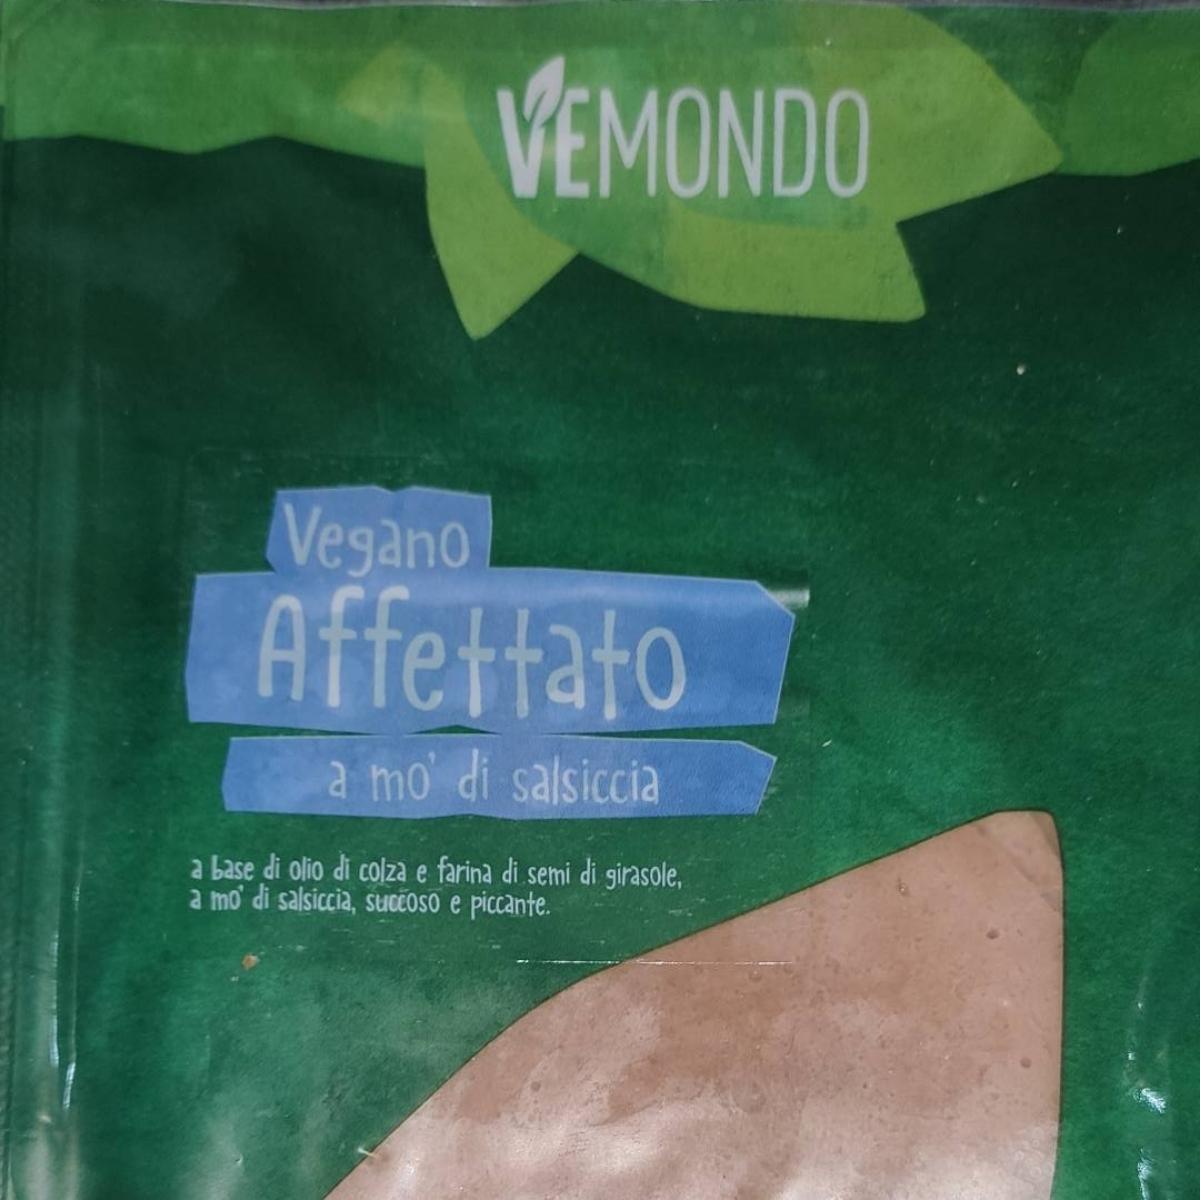 VEMONDO
Vegano
Affettato
a mo' di salsiccia
a base di olio di colza e farina di semi di girasole,
a mo' di salsiccia, succoso e piccante.